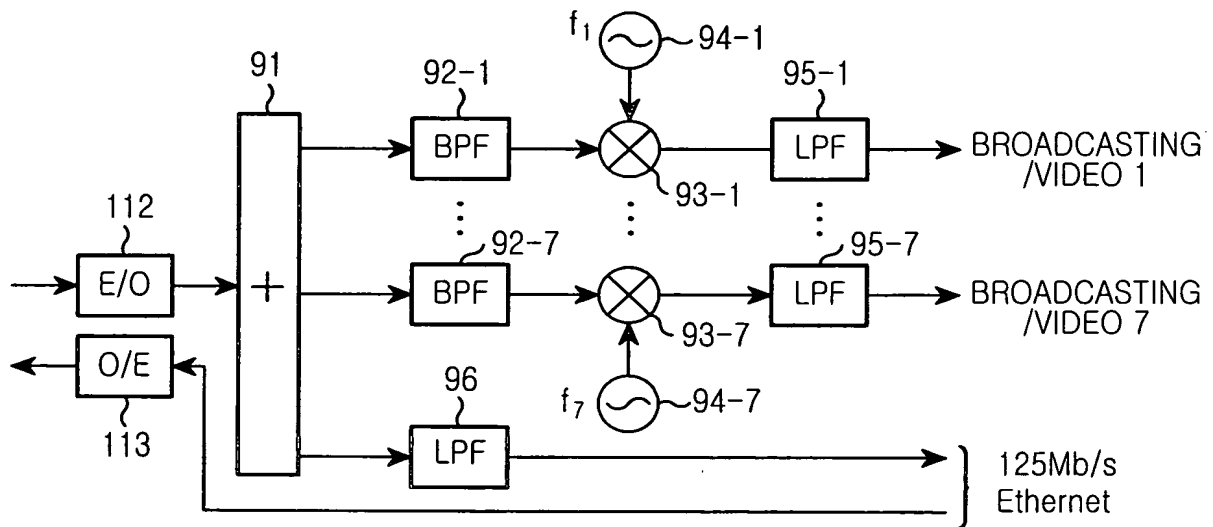 f₁
94-1
91
92-1
95-1
BPF
LPF
BROADCASTING
/VIDEO 1
93-1
112
92-7
95-7
E/O
+
BPF
LPF
BROADCASTING
/VIDEO 7
93-7
O/E
113
96
f₇
94-7
LPF
125Mb/s
Ethernet